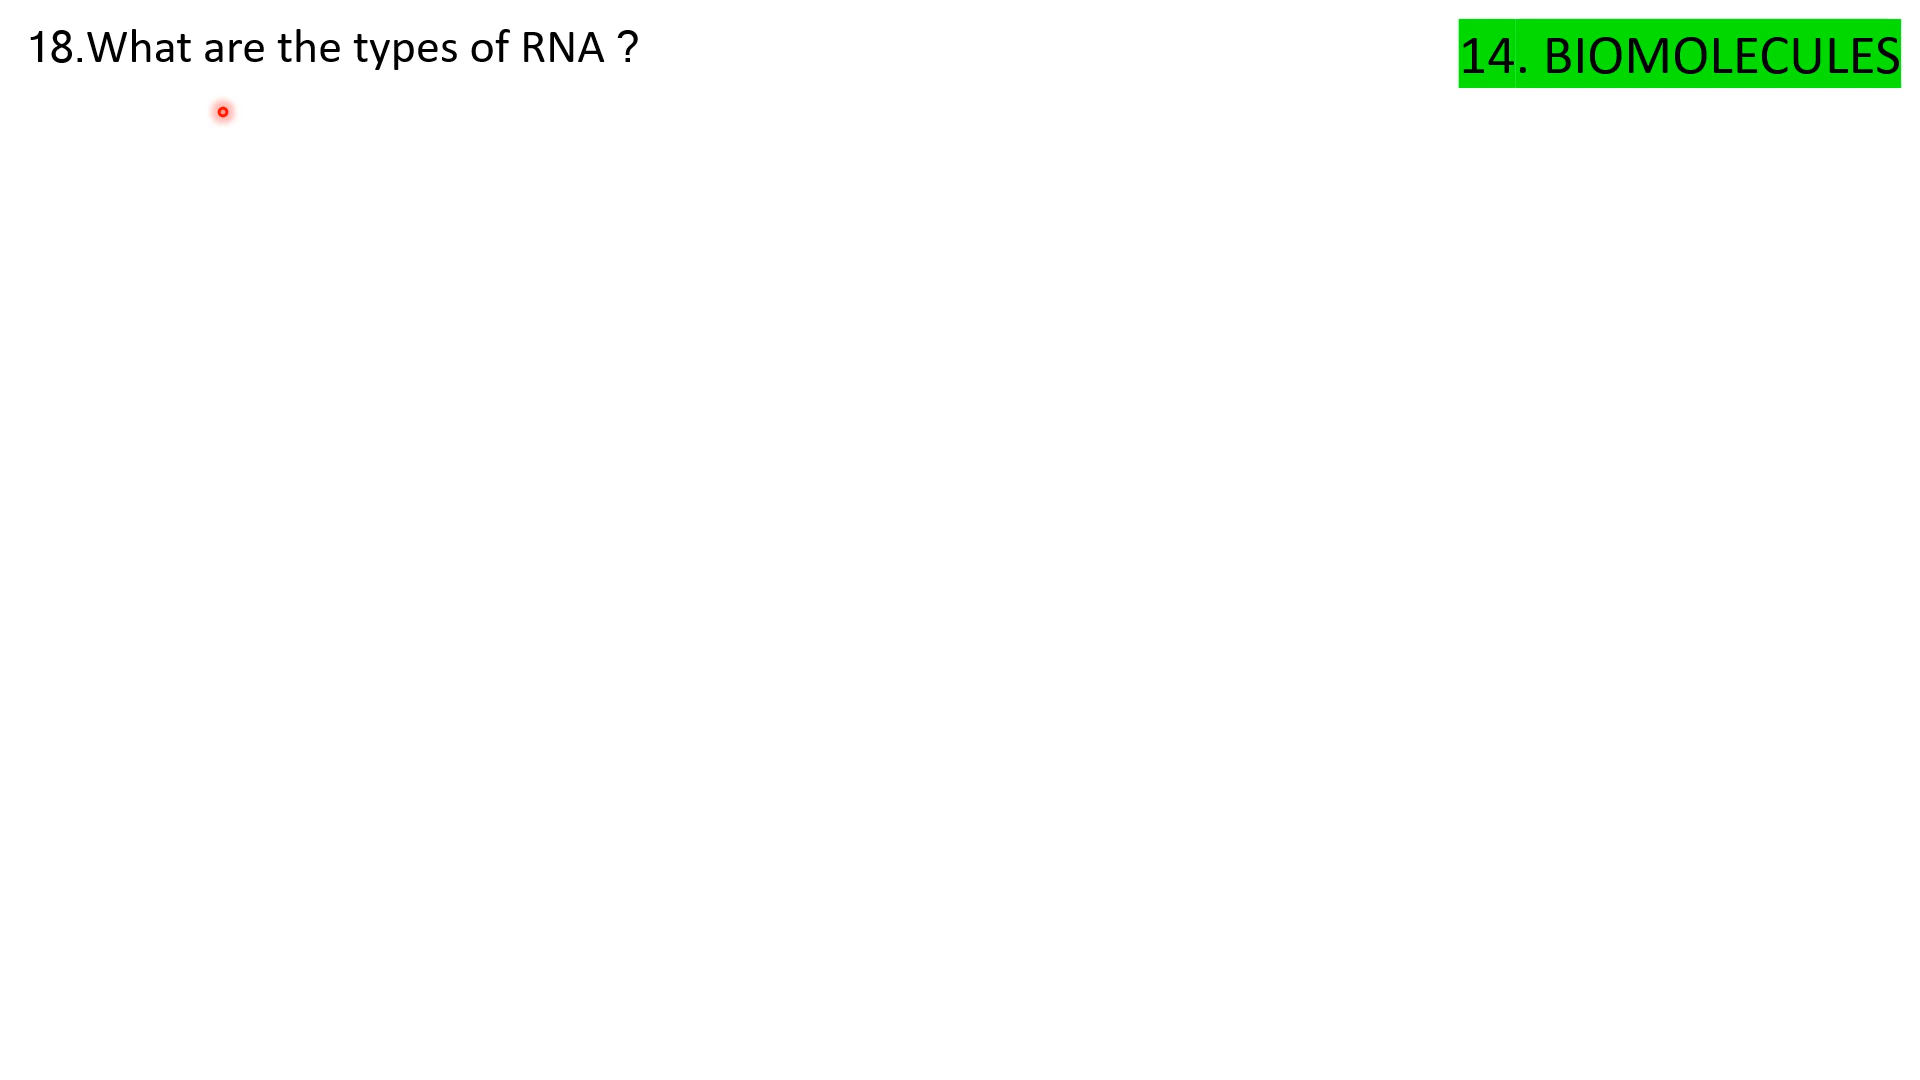 18.What are the types of RNA ?
14. BIOMOLECULES